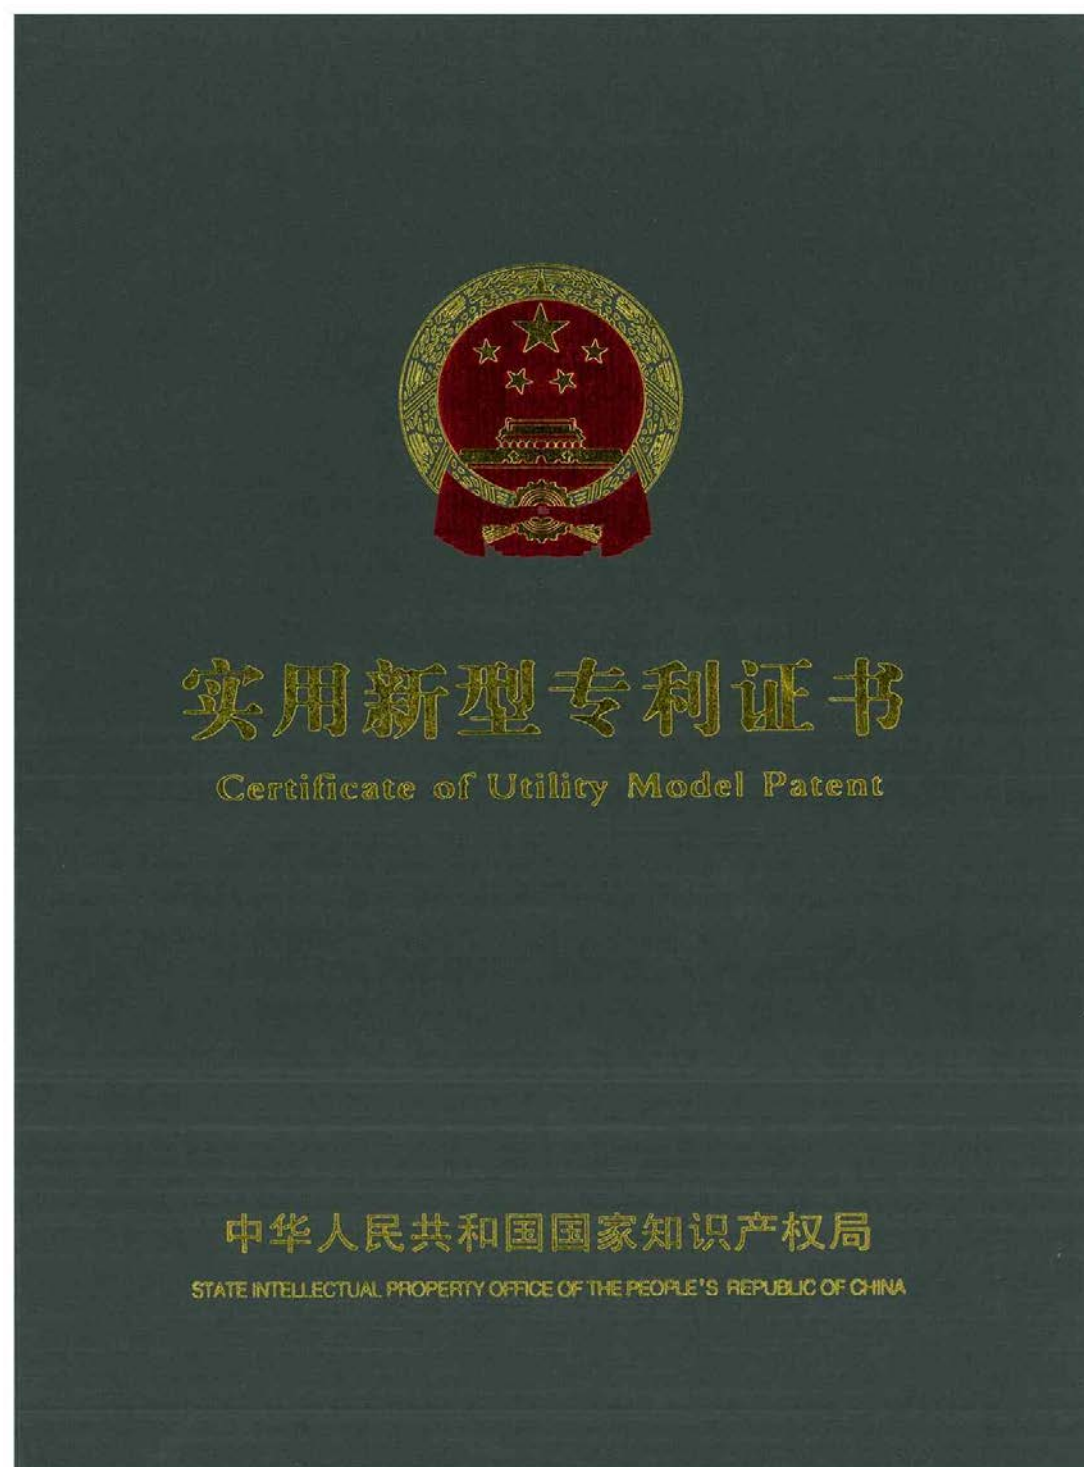 实用新型专利证书
Certificate of Utility Model Patent
中华人民共和国国家知识产权局
STATE INTELLECTUAL PROPERTY OFFICE OF THE PEOPLE'S REPUBLIC OF CHINA